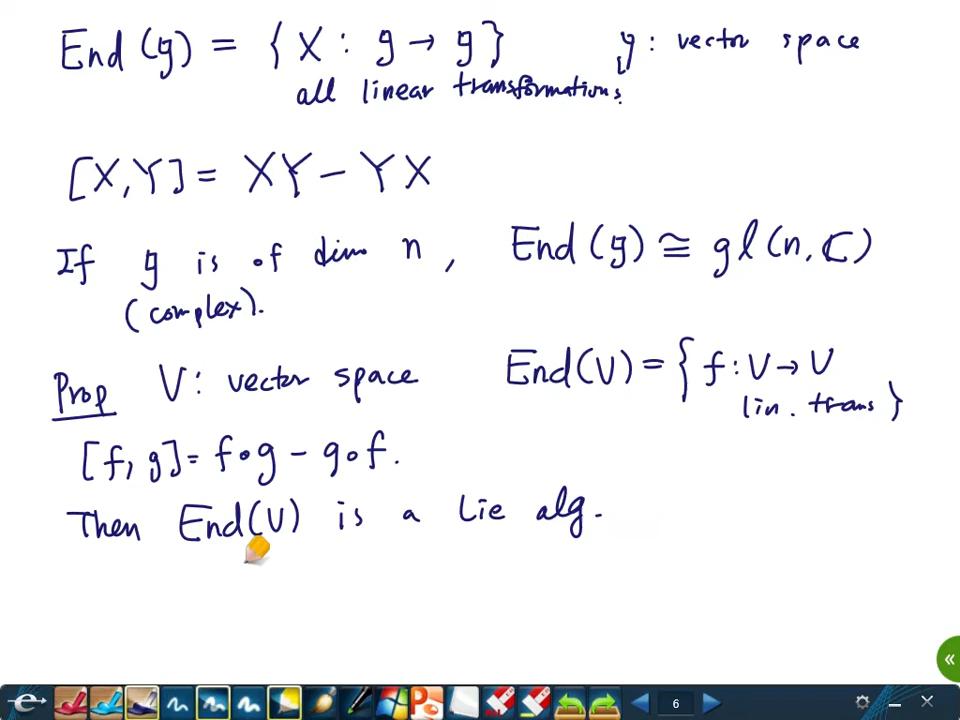 End (g) = { X : g → g } g : vector space
all linear transformations.
[X, Y] = XY - YX
If g is of dim n , End (g) ≅ gl(n, C)
(complex).
Prop V : vector space End(V) = { f : V → V
lin. trans }
[f, g] = f∘g - g∘f.
Then End(V) is a Lie alg.
6